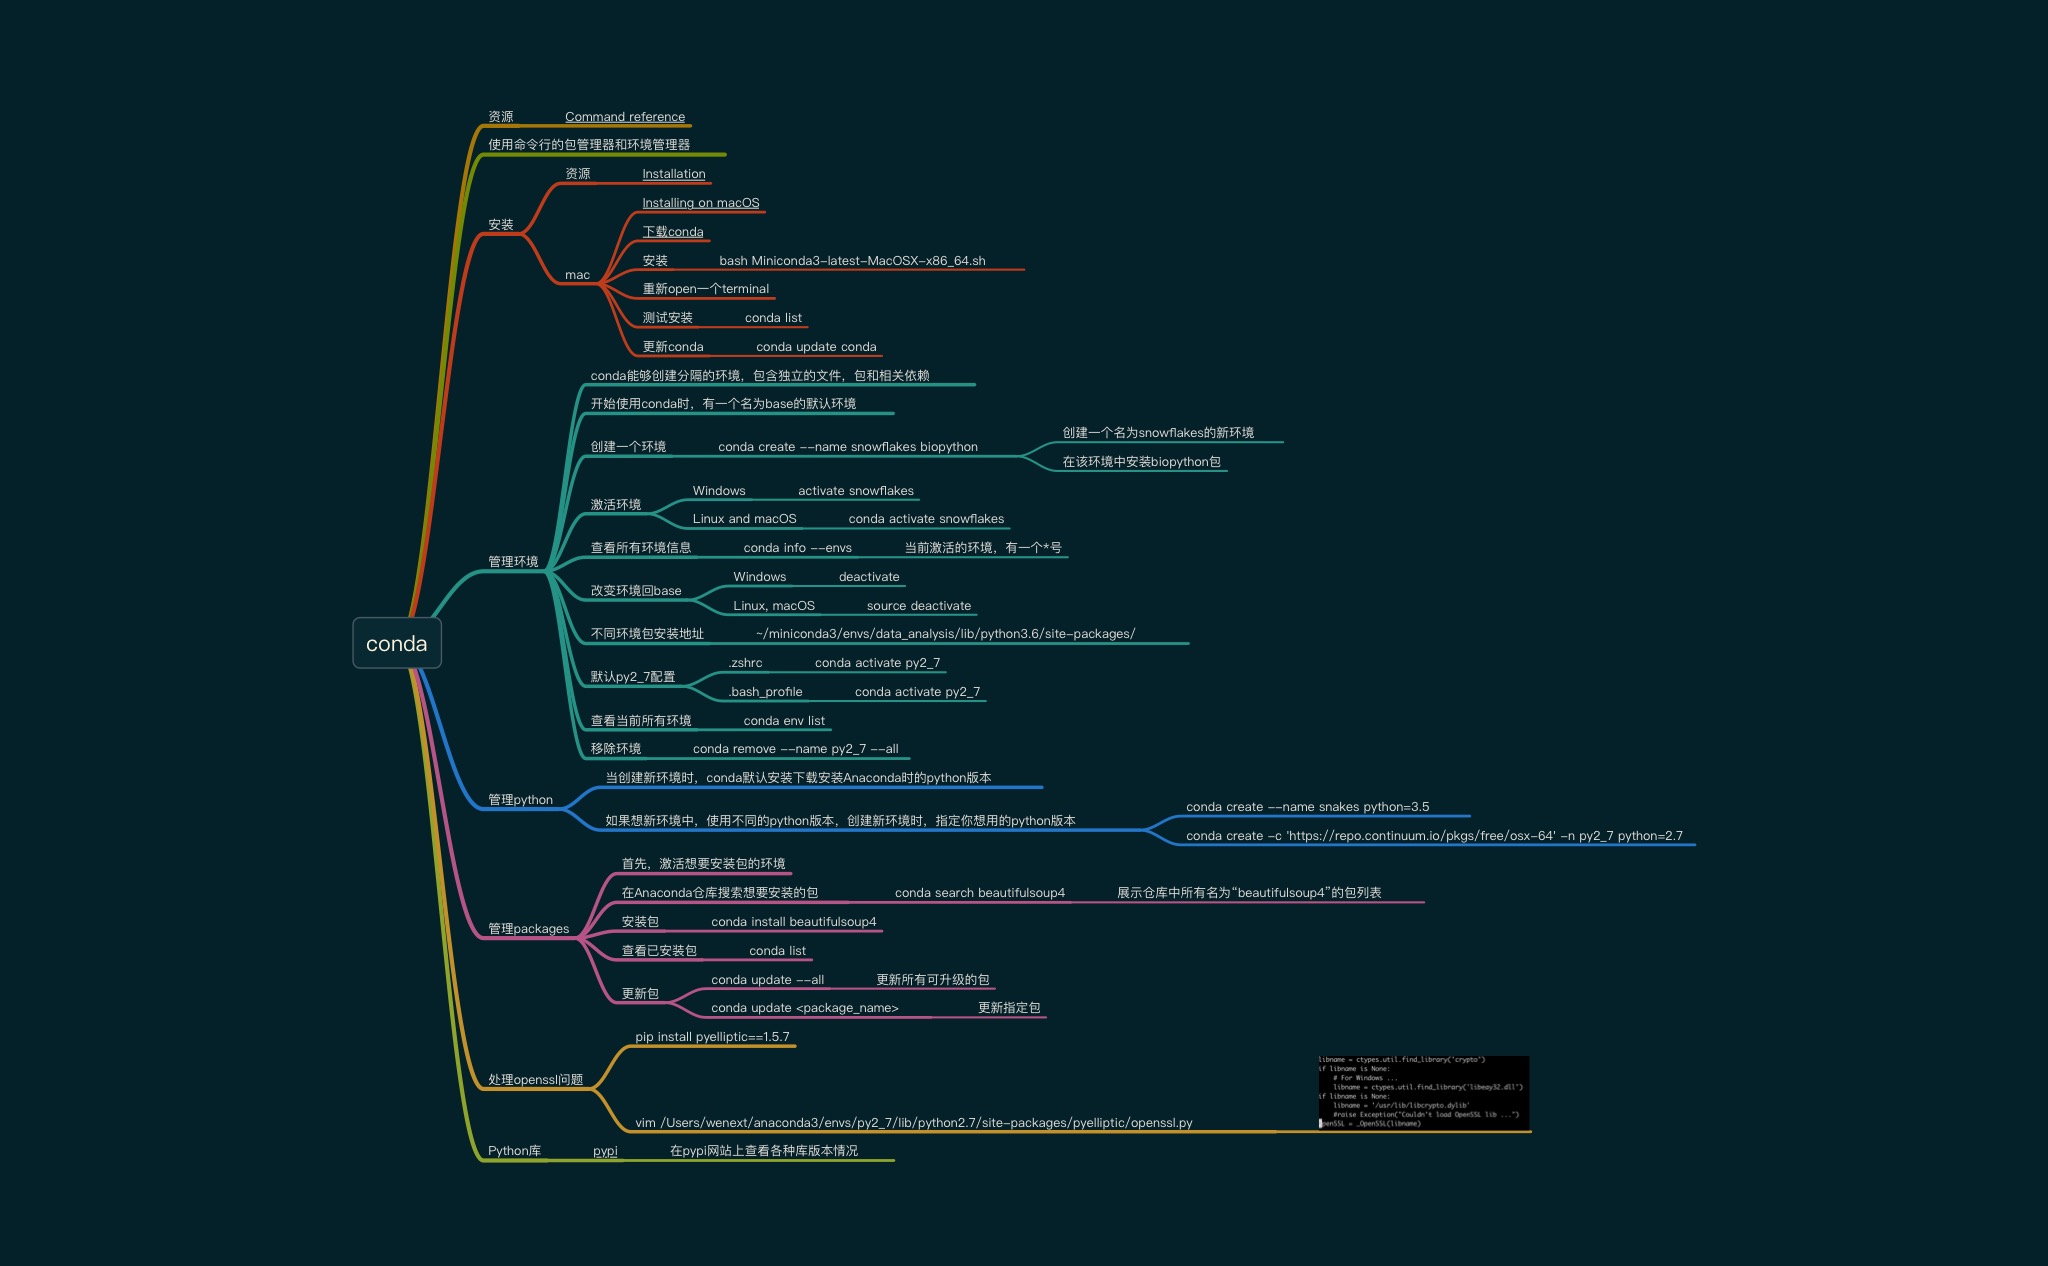 资源 Command reference
使用命令行的包管理器和环境管理器
资源 Installation
Installing on macOS
安装
下载conda
安装 bash Miniconda3-latest-MacOSX-x86_64.sh
mac
重新open一个terminal
测试安装 conda list
更新conda conda update conda
conda能够创建分隔的环境，包含独立的文件，包和相关依赖
开始使用conda时，有一个名为base的默认环境
创建一个名为snowflakes的新环境
创建一个环境 conda create --name snowflakes biopython
在该环境中安装biopython包
Windows activate snowflakes
激活环境
Linux and macOS conda activate snowflakes
查看所有环境信息 conda info --envs 当前激活的环境，有一个*号
管理环境
Windows deactivate
改变环境回base
Linux, macOS source deactivate
不同环境包安装地址 ~/miniconda3/envs/data_analysis/lib/python3.6/site-packages/
conda
.zshrc conda activate py2_7
默认py2_7配置
.bash_profile conda activate py2_7
查看当前所有环境 conda env list
移除环境 conda remove --name py2_7 --all
当创建新环境时，conda默认安装下载安装Anaconda时的python版本
管理python
conda create --name snakes python=3.5
如果想新环境中，使用不同的python版本，创建新环境时，指定你想用的python版本
conda create -c 'https://repo.continuum.io/pkgs/free/osx-64' -n py2_7 python=2.7
首先，激活想要安装包的环境
在Anaconda仓库搜索想要安装的包 conda search beautifulsoup4 展示仓库中所有名为“beautifulsoup4”的包列表
安装包 conda install beautifulsoup4
管理packages
查看已安装包 conda list
conda update --all 更新所有可升级的包
更新包
conda update <package_name> 更新指定包
pip install pyelliptic==1.5.7
处理openssl问题
libname = ctypes.util.find_library("crypto")
if libname is None:
# For Windows ...
libname = ctypes.util.find_library('libeay32.dll')
if libname is None:
libname = '/usr/lib/libcrypto.dylib'
#raise Exception("Couldn't load OpenSSL lib ...")
penSSL = _OpenSSL(libname)
vim /Users/wenext/anaconda3/envs/py2_7/lib/python2.7/site-packages/pyelliptic/openssl.py
Python库 pypi 在pypi网站上查看各种库版本情况